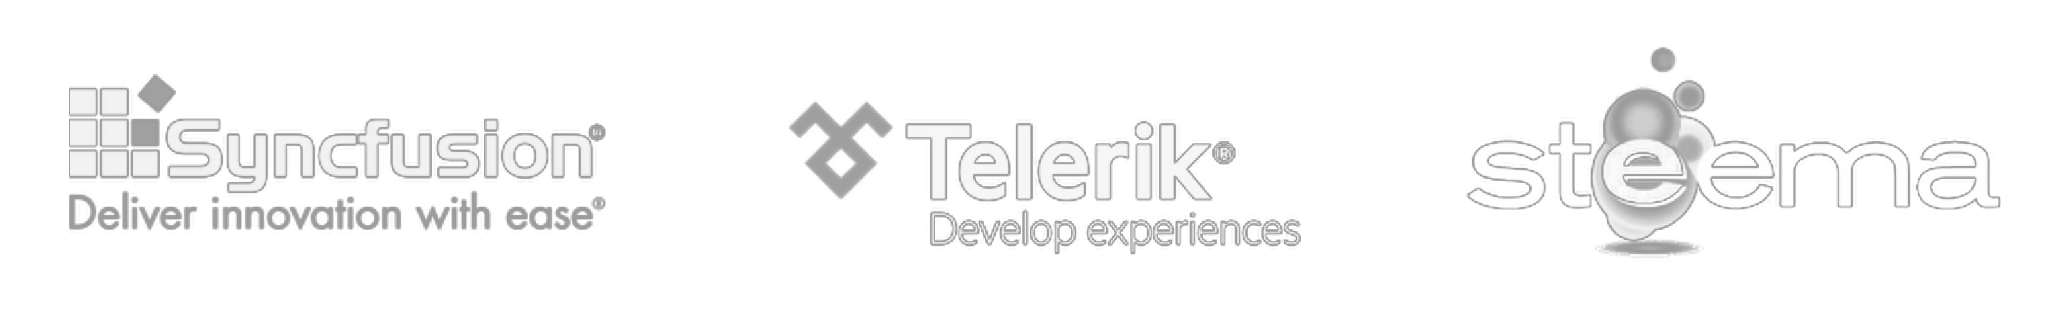 Syncfusion®
Deliver innovation with ease®
Telerik®
Develop experiences
steema